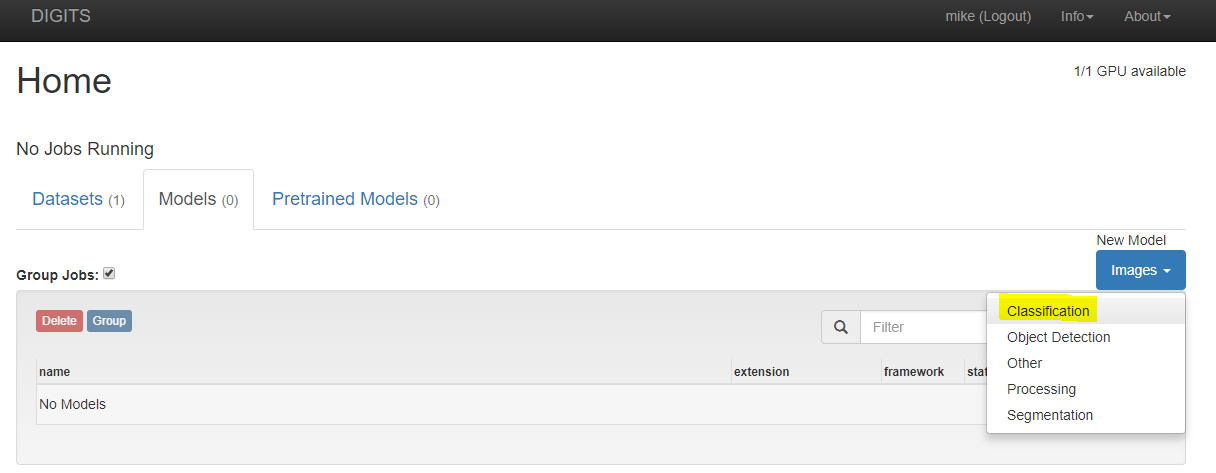 DIGITS mike (Logout) Info About
Home 1/1 GPU available
No Jobs Running
Datasets (1) Models (0) Pretrained Models (0)
New Model
Group Jobs: Images
Classification
Delete Group Filter
Object Detection
Other
name extension framework
Processing
No Models
Segmentation